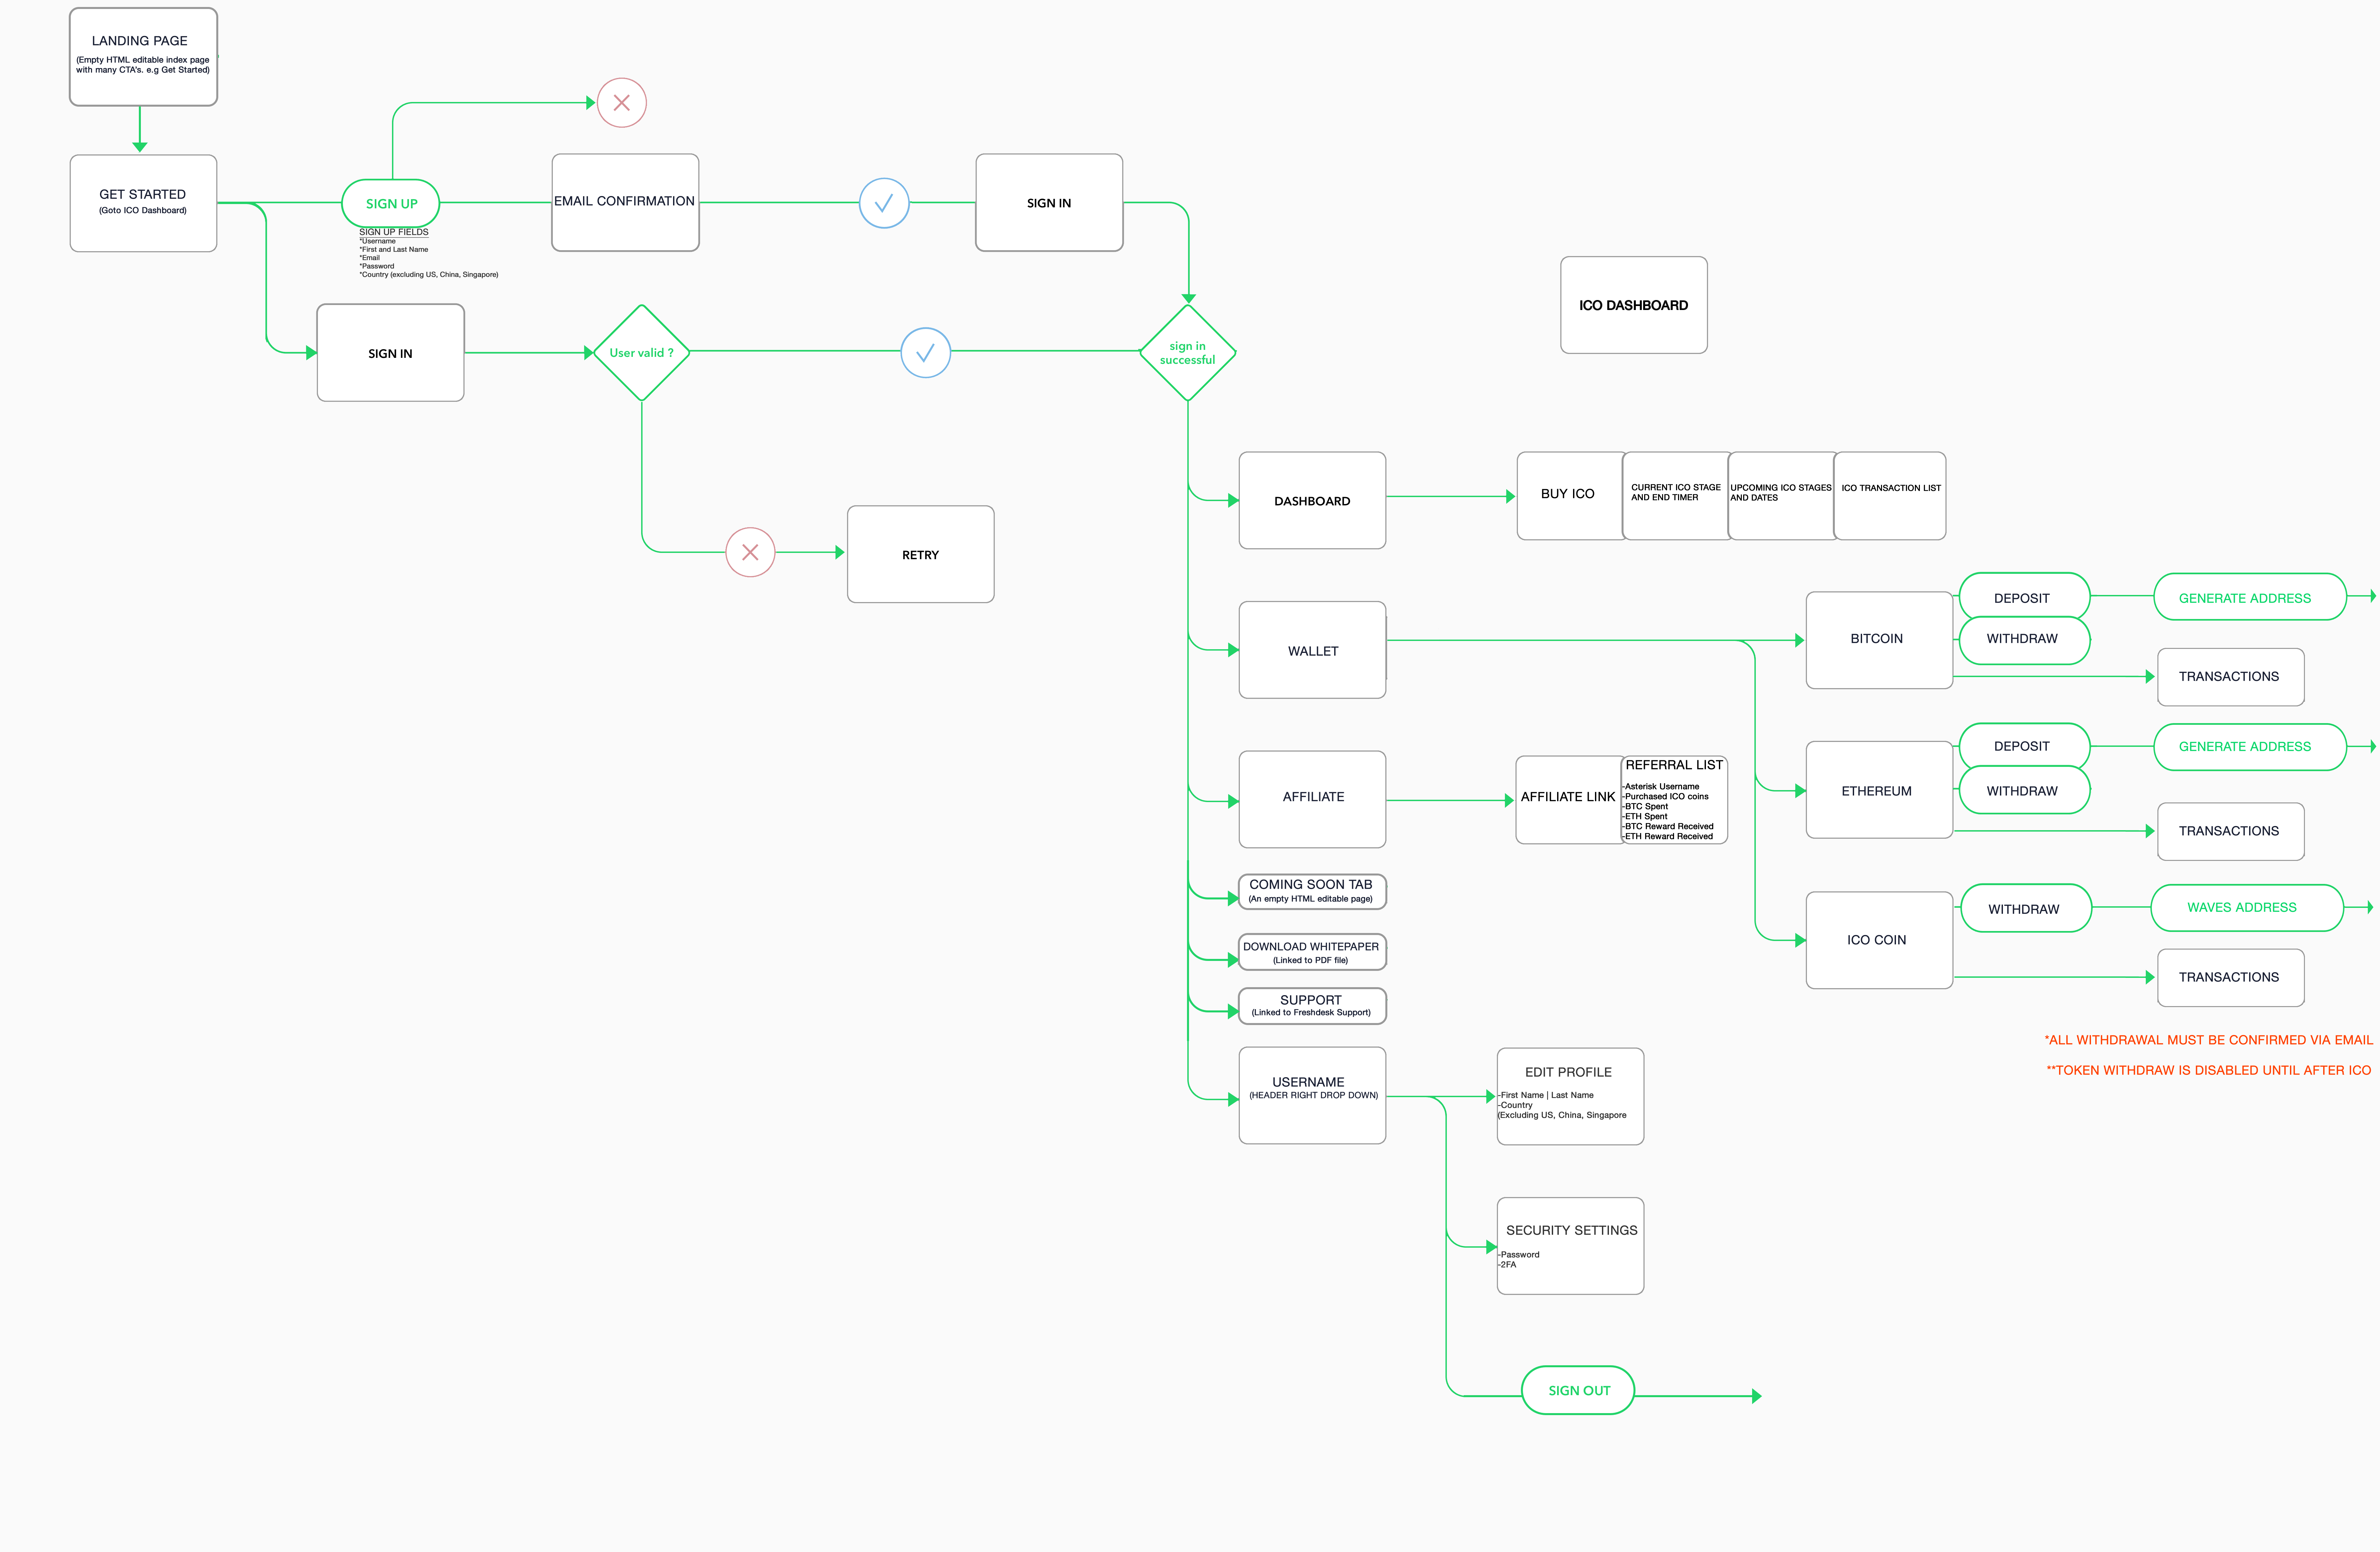 LANDING PAGE
(Empty HTML editable index page
with many CTA's. e.g Get Started)
GET STARTED
(Goto ICO Dashboard)
SIGN UP
SIGN UP FIELDS
*Username
*First and Last Name
*Email
*Password
*Country (excluding US, China, Singapore)
EMAIL CONFIRMATION
SIGN IN
SIGN IN
User valid ?
sign in
successful
ICO DASHBOARD
RETRY
DASHBOARD
BUY ICO
CURRENT ICO STAGE
AND END TIMER
UPCOMING ICO STAGES
AND DATES
ICO TRANSACTION LIST
WALLET
BITCOIN
DEPOSIT
GENERATE ADDRESS
WITHDRAW
TRANSACTIONS
ETHEREUM
DEPOSIT
GENERATE ADDRESS
WITHDRAW
TRANSACTIONS
ICO COIN
WITHDRAW
WAVES ADDRESS
TRANSACTIONS
AFFILIATE
AFFILIATE LINK
REFERRAL LIST
-Asterisk Username
-Purchased ICO coins
-BTC Spent
-ETH Spent
-BTC Reward Received
-ETH Reward Received
COMING SOON TAB
(An empty HTML editable page)
DOWNLOAD WHITEPAPER
(Linked to PDF file)
SUPPORT
(Linked to Freshdesk Support)
*ALL WITHDRAWAL MUST BE CONFIRMED VIA EMAIL
**TOKEN WITHDRAW IS DISABLED UNTIL AFTER ICO
USERNAME
(HEADER RIGHT DROP DOWN)
EDIT PROFILE
-First Name | Last Name
-Country
(Excluding US, China, Singapore
SECURITY SETTINGS
-Password
-2FA
SIGN OUT